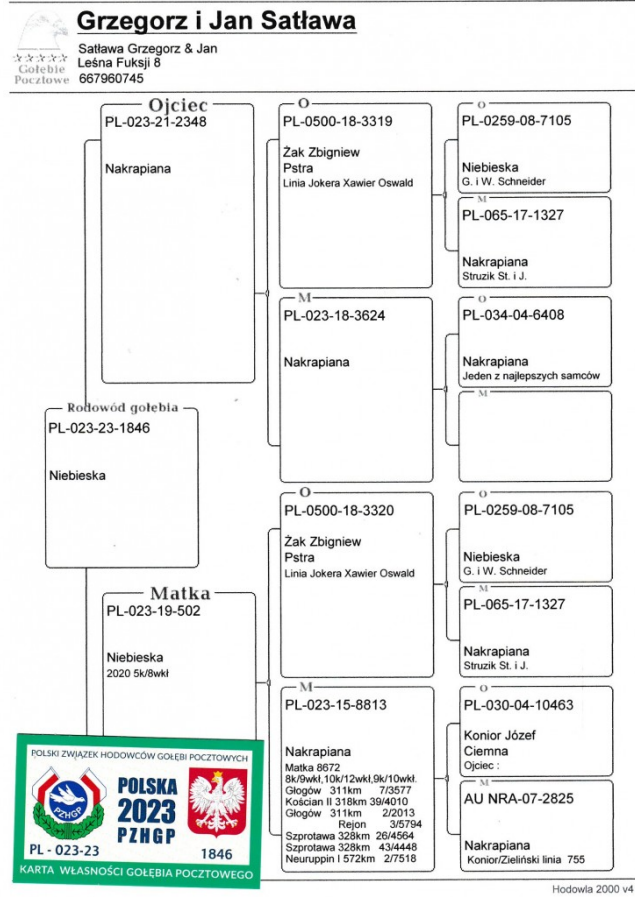 Grzegorz i Jan Satława
Satława Grzegorz & Jan
Leśna Fuksji 8
667960745
Gołębie
Pocztowe
Ojciec
PL-023-21-2348
Nakrapiana
O
PL-0500-18-3319
Żak Zbigniew
Pstra
Linia Jokera Xawier Oswald
O
PL-0259-08-7105
Niebieska
G. i W. Schneider
M
PL-065-17-1327
Nakrapiana
Struzik St. i J.
M
PL-023-18-3624
Nakrapiana
O
PL-034-04-6408
Nakrapiana
Jeden z najlepszych samców
M
Rodowód gołębia
PL-023-23-1846
Niebieska
O
PL-0500-18-3320
Żak Zbigniew
Pstra
Linia Jokera Xawier Oswald
O
PL-0259-08-7105
Niebieska
G. i W. Schneider
M
PL-065-17-1327
Nakrapiana
Struzik St. i J.
Matka
PL-023-19-502
Niebieska
2020 5k/8wkł
M
PL-023-15-8813
Nakrapiana
Matka 8672
8k/9wkł,10k/12wkł,9k/10wkł.
Głogów 311km 7/3577
Kościan II 318km 39/4010
Głogów 311km 2/2013
Rejon 3/5794
Szprotawa 328km 26/4564
Szprotawa 328km 43/4448
Neuruppin I 572km 2/7518
O
PL-030-04-10463
Konior Józef
Ciemna
Ojciec :
M
AU NRA-07-2825
Nakrapiana
Konior/Zieliński linia 755
POLSKI ZWIĄZEK HODOWCÓW GOŁĘBI POCZTOWYCH
PZHGP
POLSKA
2023
PZHGP
PL - 023-23
1846
KARTA WŁASNOŚCI GOŁĘBIA POCZTOWEGO
Hodowla 2000 v4